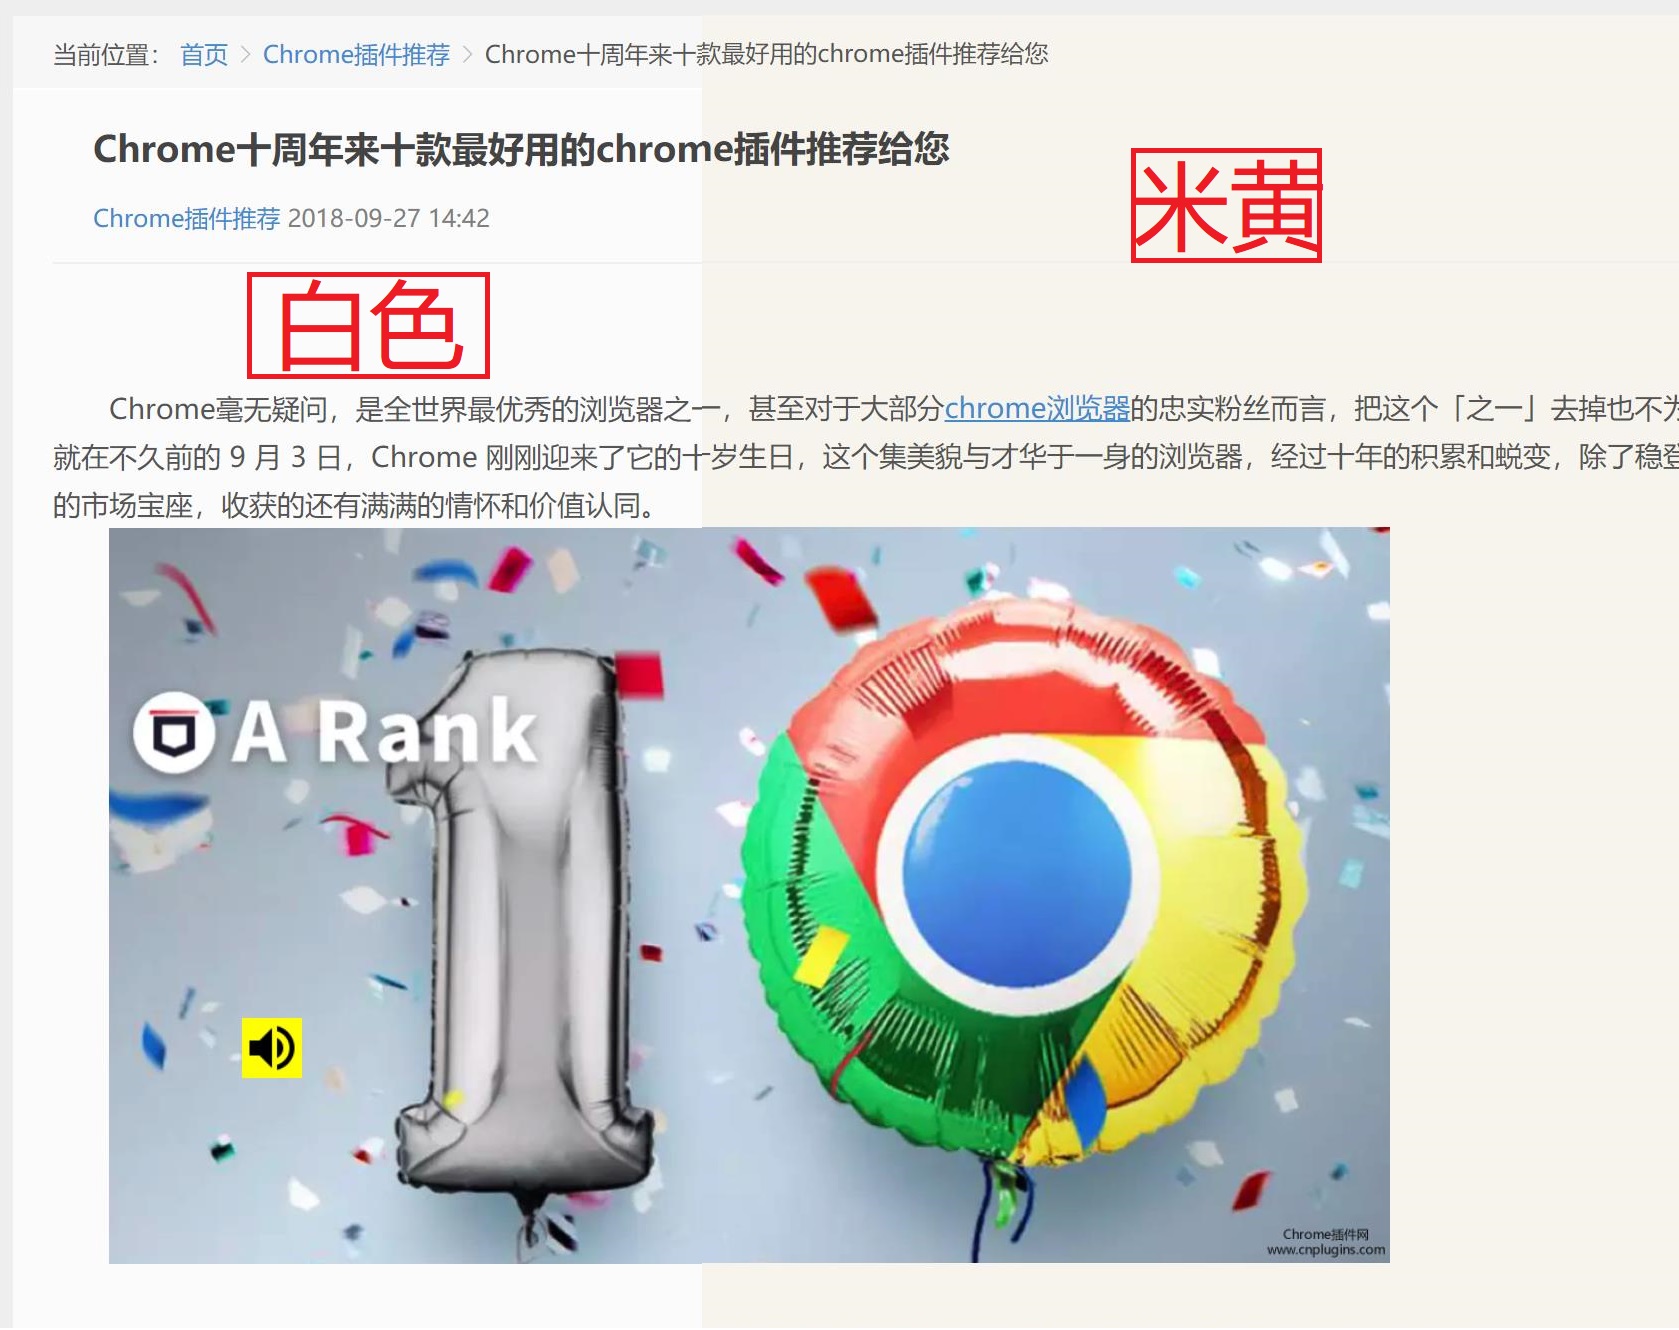 当前位置： 首页 > Chrome插件推荐 > Chrome十周年来十款最好用的chrome插件推荐给您
Chrome十周年来十款最好用的chrome插件推荐给您
米黄
Chrome插件推荐 2018-09-27 14:42
白色
Chrome毫无疑问，是全世界最优秀的浏览器之一，甚至对于大部分chrome浏览器的忠实粉丝而言，把这个「之一」去掉也不为
就在不久前的 9 月 3 日，Chrome 刚刚迎来了它的十岁生日，这个集美貌与才华于一身的浏览器，经过十年的积累和蜕变，除了稳登
的市场宝座，收获的还有满满的情怀和价值认同。
A Rank
Chrome插件网
www.cnplugins.com